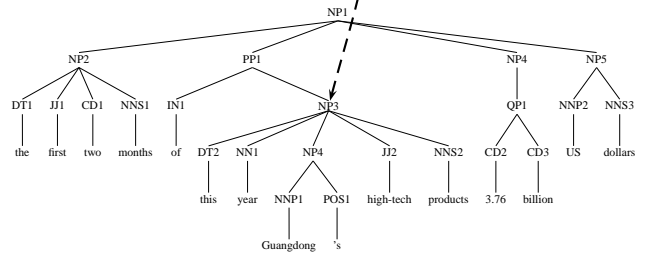 NP1
NP2 PP1 NP4 NP5
DT1 JJ1 CD1 NNS1 IN1 NP3 QP1 NNP2 NNS3
the first two months of DT2 NN1 NP4 JJ2 NNS2 CD2 CD3 US dollars
this year NNP1 POS1 high-tech products 3.76 billion
Guangdong 's